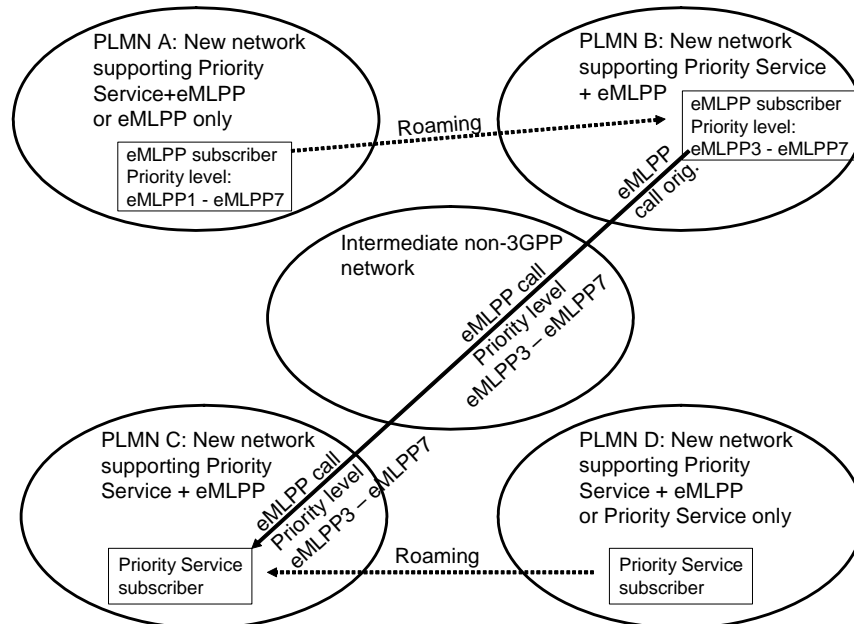 PLMN A: New network
supporting Priority
Service+eMLPP
or eMLPP only
eMLPP subscriber
Priority level:
eMLPP1 - eMLPP7
Roaming
PLMN B: New network
supporting Priority Service
+ eMLPP
eMLPP subscriber
Priority level:
eMLPP3 - eMLPP7
eMLPP
call orig.
Intermediate non-3GPP
network
eMLPP call
Priority level
eMLPP3 – eMLPP7
PLMN C: New network
supporting Priority
Service + eMLPP
eMLPP call
Priority level
eMLPP3 – eMLPP7
Priority Service
subscriber
Roaming
PLMN D: New network
supporting Priority
Service + eMLPP
or Priority Service only
Priority Service
subscriber